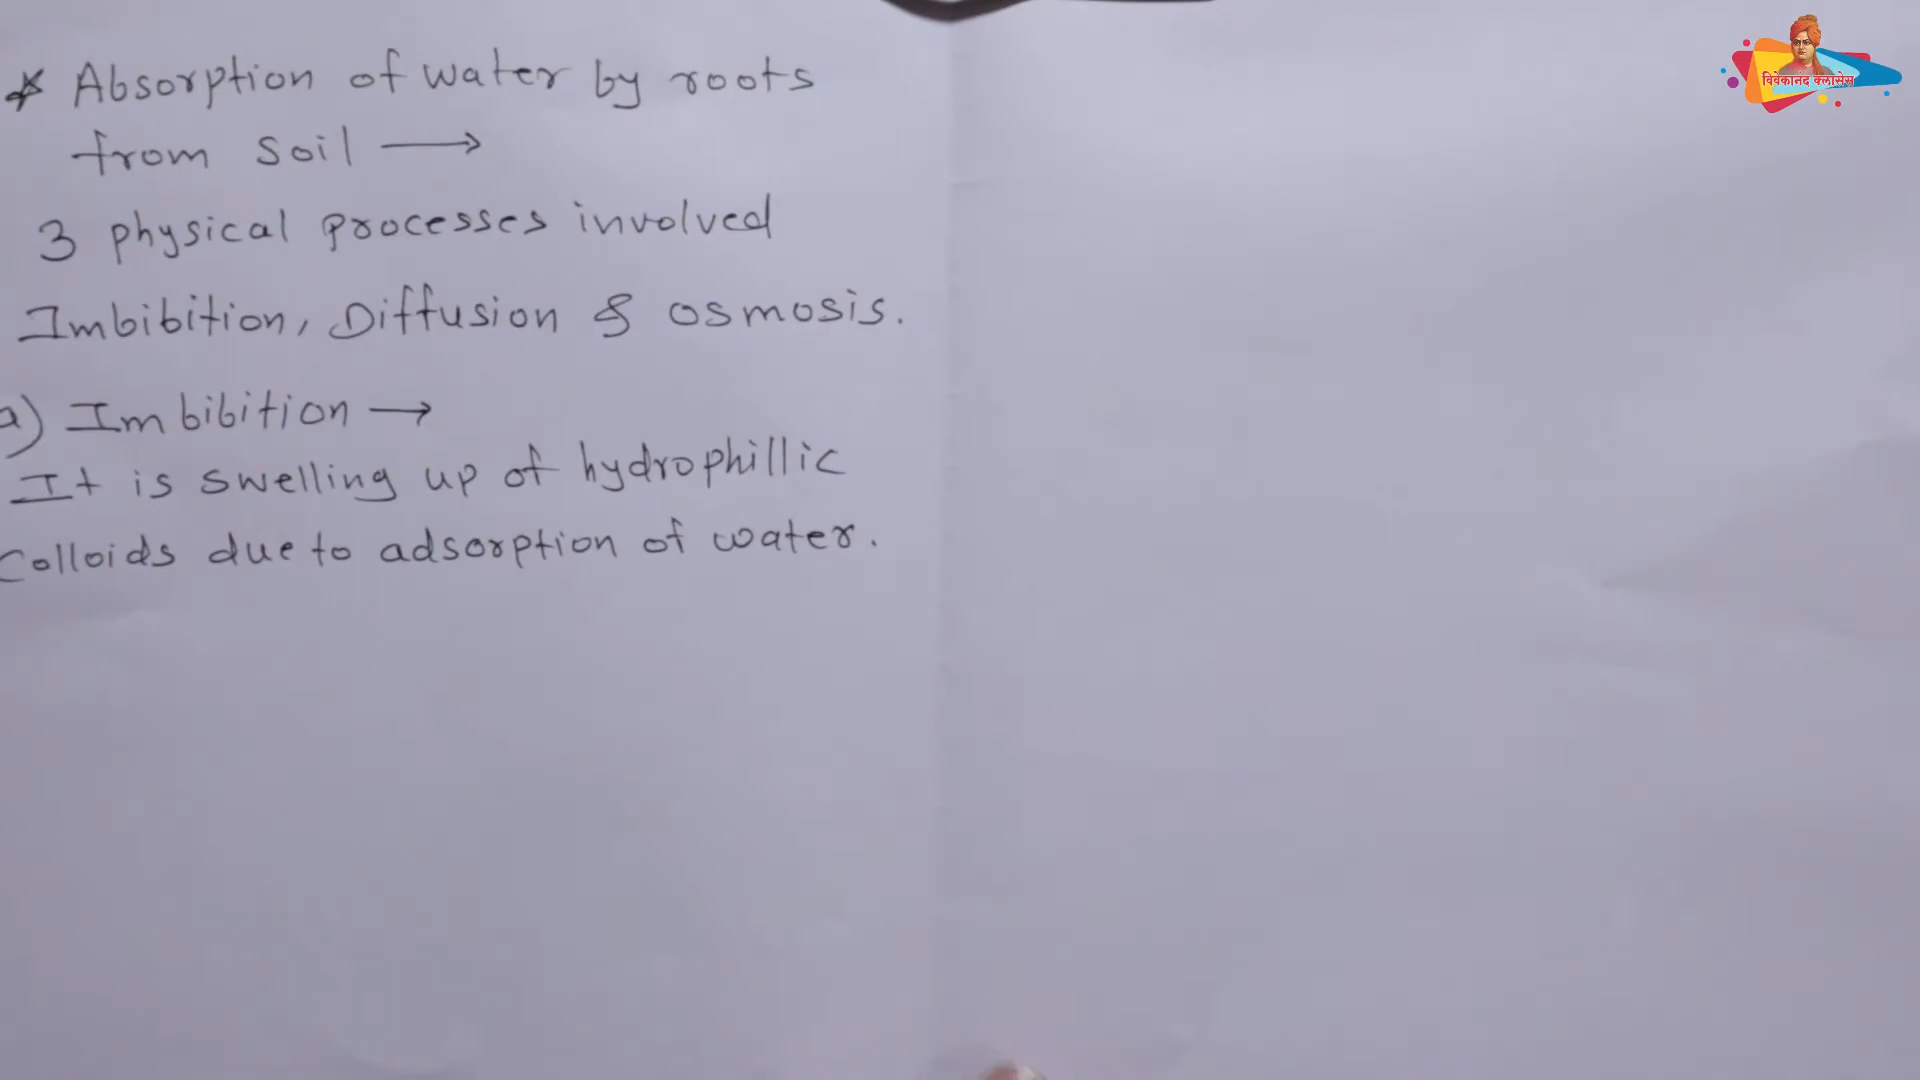 * Absorption of water by roots
from soil →
3 physical processes involved
Imbibition, Diffusion & osmosis.
a) Imbibition →
It is swelling up of hydrophillic
colloids due to adsorption of water.
विवेकानंद क्लासेस